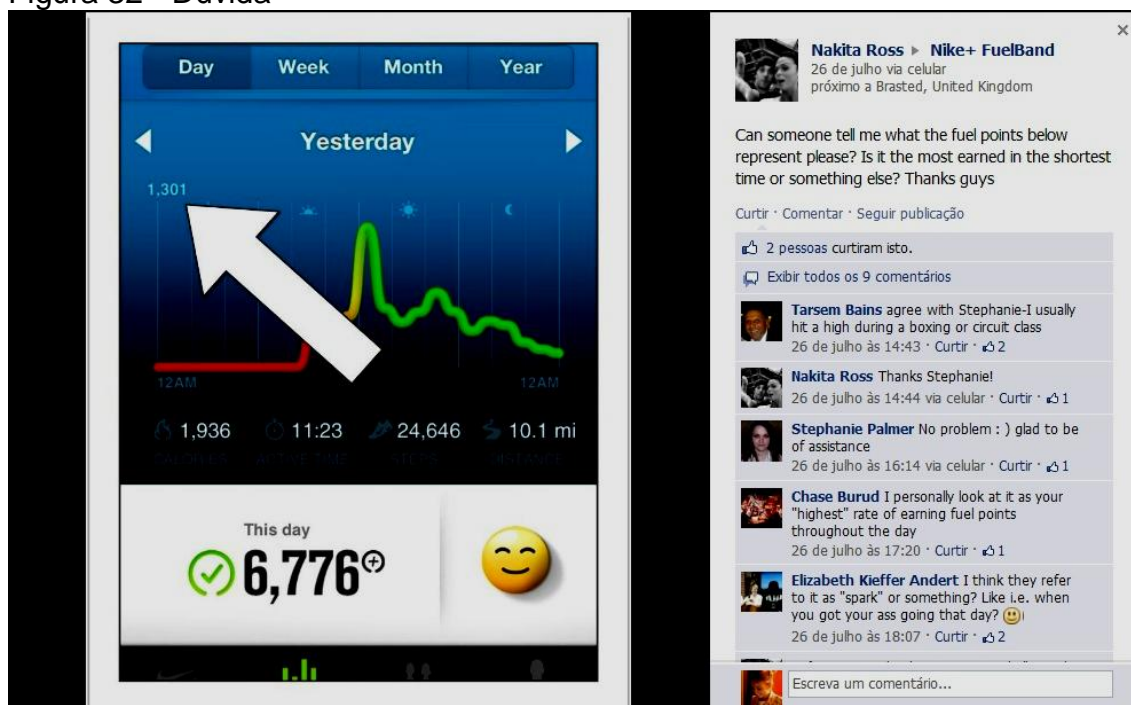 Figura 32 - Dúvida
Day Week Month Year
Yesterday
1,301
12AM 12AM
1,936 11:23 24,646 10.1 mi
CALORIES ACTIVE TIME STEPS DISTANCE
This day
6,776
Nakita Ross ▸ Nike+ FuelBand
26 de julho via celular
próximo a Brasted, United Kingdom
Can someone tell me what the fuel points below
represent please? Is it the most earned in the shortest
time or something else? Thanks guys
Curtir · Comentar · Seguir publicação
2 pessoas curtiram isto.
Exibir todos os 9 comentários
Tarsem Bains agree with Stephanie-I usually
hit a high during a boxing or circuit class
26 de julho às 14:43 · Curtir · 2
Nakita Ross Thanks Stephanie!
26 de julho às 14:44 via celular · Curtir · 1
Stephanie Palmer No problem : ) glad to be
of assistance
26 de julho às 16:14 via celular · Curtir · 1
Chase Burud I personally look at it as your
"highest" rate of earning fuel points
throughout the day
26 de julho às 17:20 · Curtir · 1
Elizabeth Kieffer Andert I think they refer
to it as "spark" or something? Like i.e. when
you got your ass going that day?
26 de julho às 18:07 · Curtir · 2
Escreva um comentário...